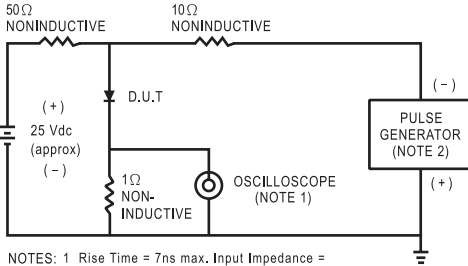 50Ω
NONINDUCTIVE
10Ω
NONINDUCTIVE
(+)
25 Vdc
(approx)
(–)
D.U.T
1Ω
NON-
INDUCTIVE
OSCILLOSCOPE
(NOTE 1)
(–)
PULSE
GENERATOR
(NOTE 2)
(+)
NOTES: 1 Rise Time = 7ns max. Input Impedance =